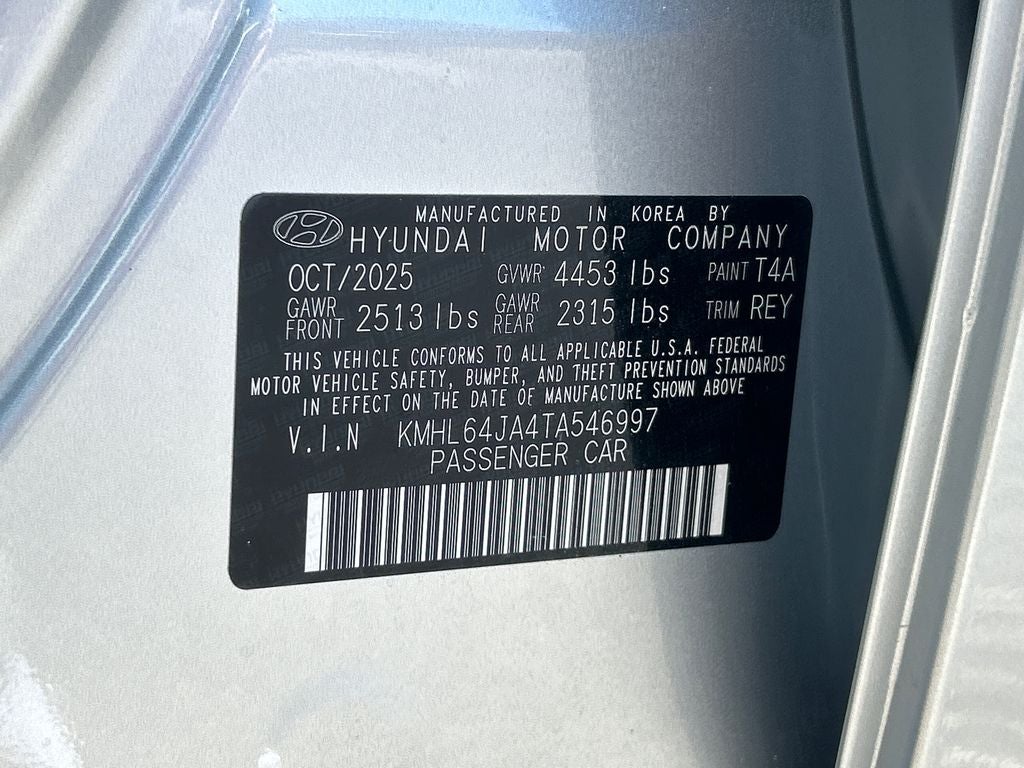 MANUFACTURED IN KOREA BY
HYUNDAI MOTOR COMPANY
OCT/2025 GVWR 4453 lbs PAINT T4A
GAWR FRONT 2513 lbs GAWR REAR 2315 lbs TRIM REY
THIS VEHICLE CONFORMS TO ALL APPLICABLE U.S.A. FEDERAL
MOTOR VEHICLE SAFETY, BUMPER, AND THEFT PREVENTION STANDARDS
IN EFFECT ON THE DATE OF MANUFACTURE SHOWN ABOVE
V.I.N KMHL64JA4TA546997
PASSENGER CAR